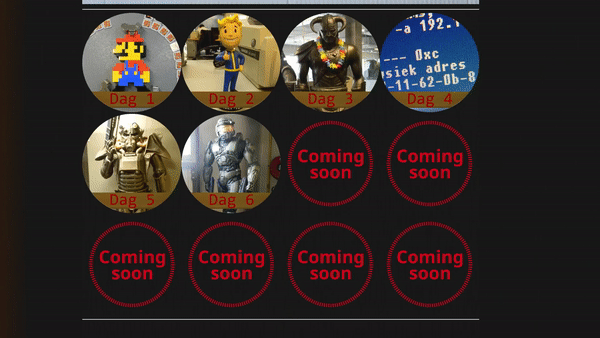 Dag 1
Dag 2
Dag 3
-a 192.1
--- 0xc
siek adres
-11-62-0b-8
Dag 4
Dag 5
Dag 6
Coming
soon
Coming
soon
Coming
soon
Coming
soon
Coming
soon
Coming
soon